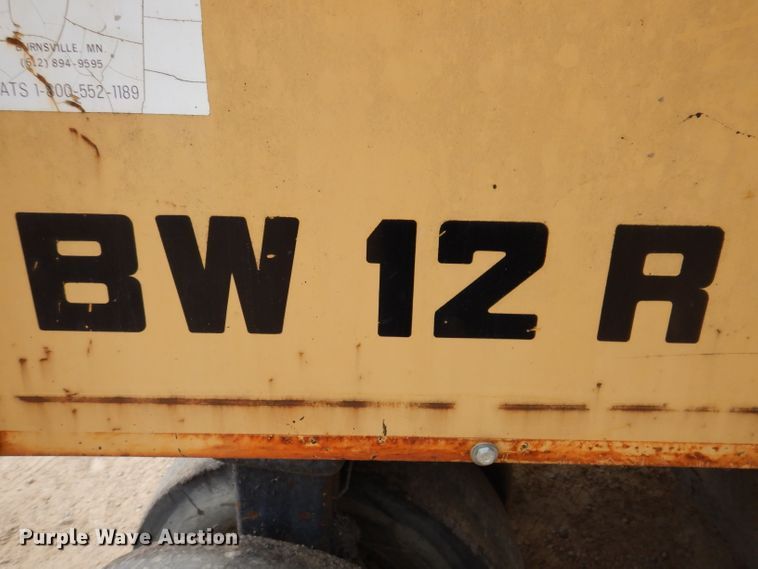 BURNSVILLE, MN
(612) 894-9595
ATS 1-800-552-1189
BW 12 R
Purple Wave Auction